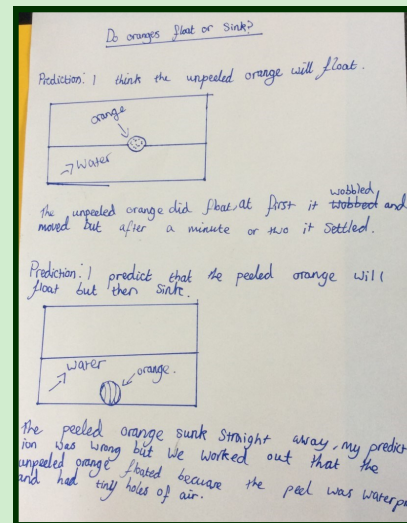 Do oranges float or sink?
Prediction: I think the unpeeled orange will float.
orange
water
The unpeeled orange did float, at first it wobbled wobbed and
moved but after a minute or two it settled.
Prediction: I predict that the peeled orange will
float but then sink.
water
orange.
The peeled orange sunk straight away, my predict
ion was wrong but we worked out that the
unpeeled orange floated because the peel was waterp
and had tiny holes of air.